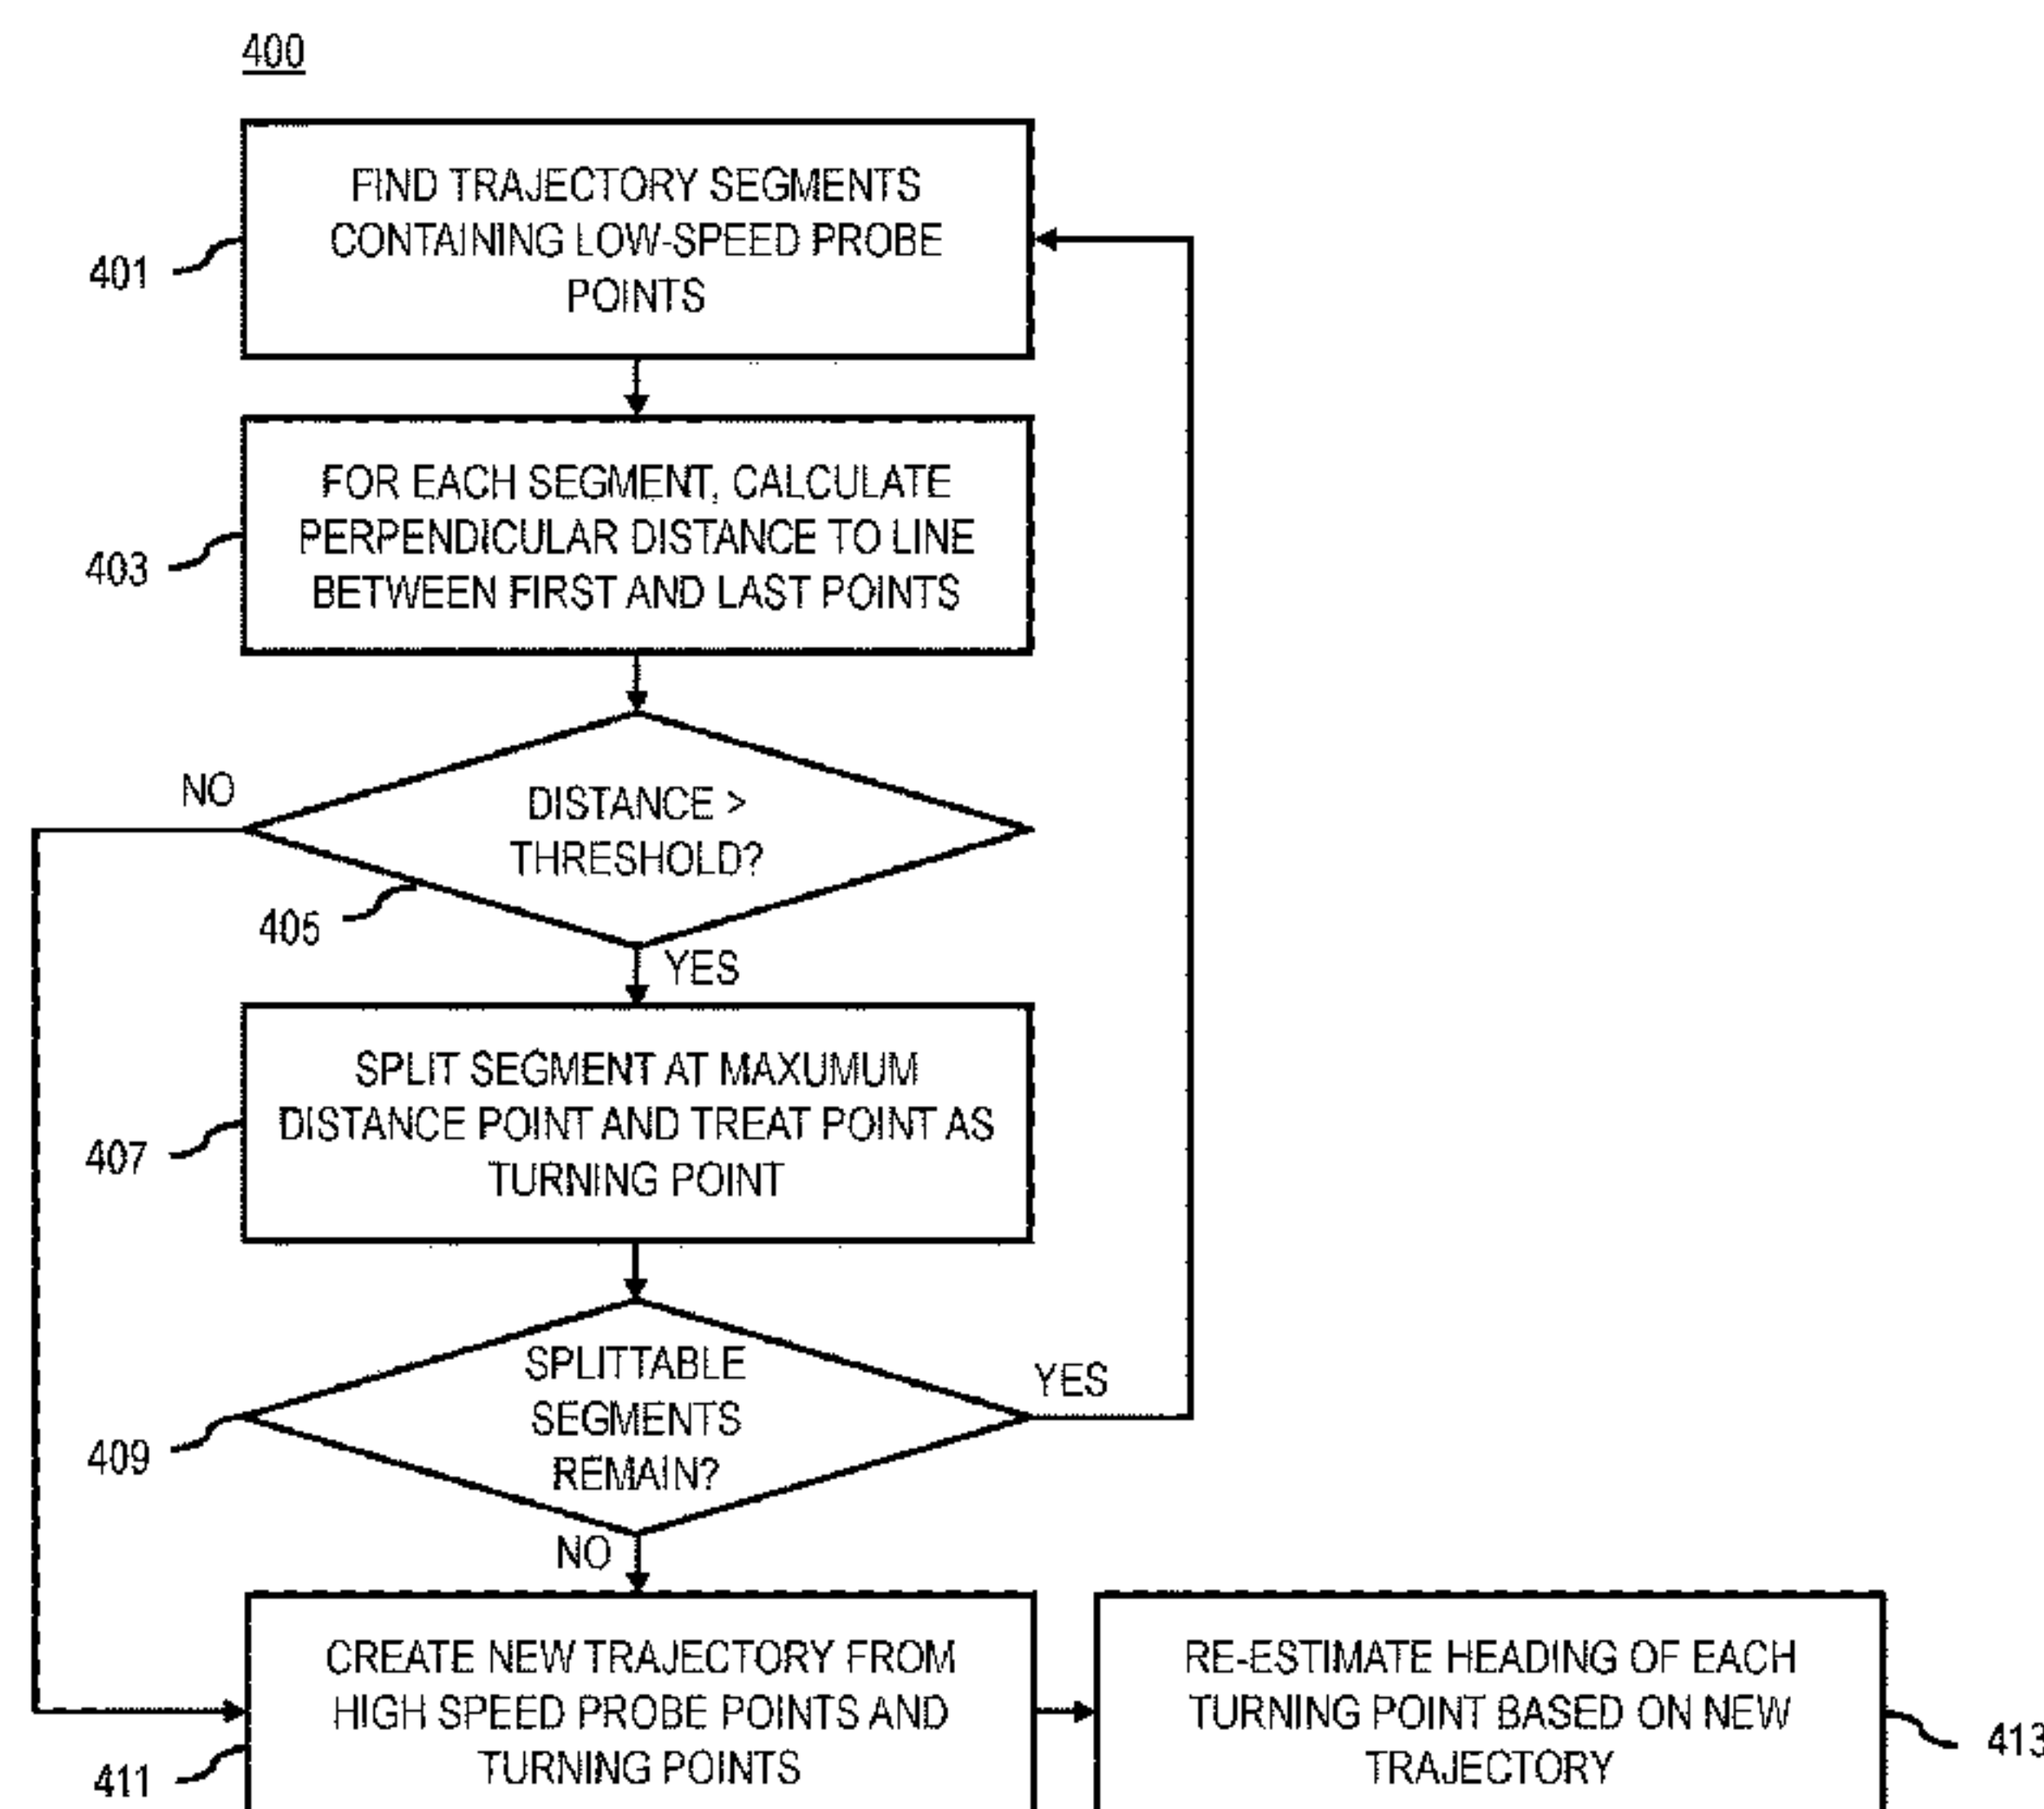 400
FIND TRAJECTORY SEGMENTS
CONTAINING LOW-SPEED PROBE
POINTS
401
FOR EACH SEGMENT, CALCULATE
PERPENDICULAR DISTANCE TO LINE
BETWEEN FIRST AND LAST POINTS
403
NO
DISTANCE >
THRESHOLD?
405
YES
SPLIT SEGMENT AT MAXUMUM
DISTANCE POINT AND TREAT POINT AS
TURNING POINT
407
SPLITTABLE
SEGMENTS
REMAIN?
YES
409
NO
CREATE NEW TRAJECTORY FROM
HIGH SPEED PROBE POINTS AND
TURNING POINTS
411
RE-ESTIMATE HEADING OF EACH
TURNING POINT BASED ON NEW
TRAJECTORY
413